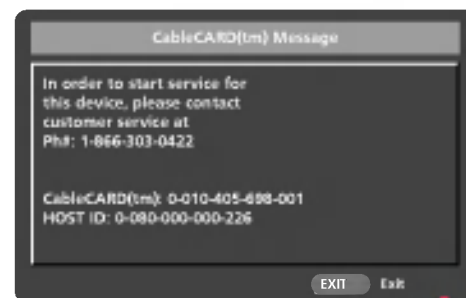 CableCARD(tm) Message
In order to start service for
this device, please contact
customer service at
Ph#: 1-866-303-0422
CableCARD(tm): 0-010-405-698-001
HOST ID: 0-080-000-000-226
EXIT Exit